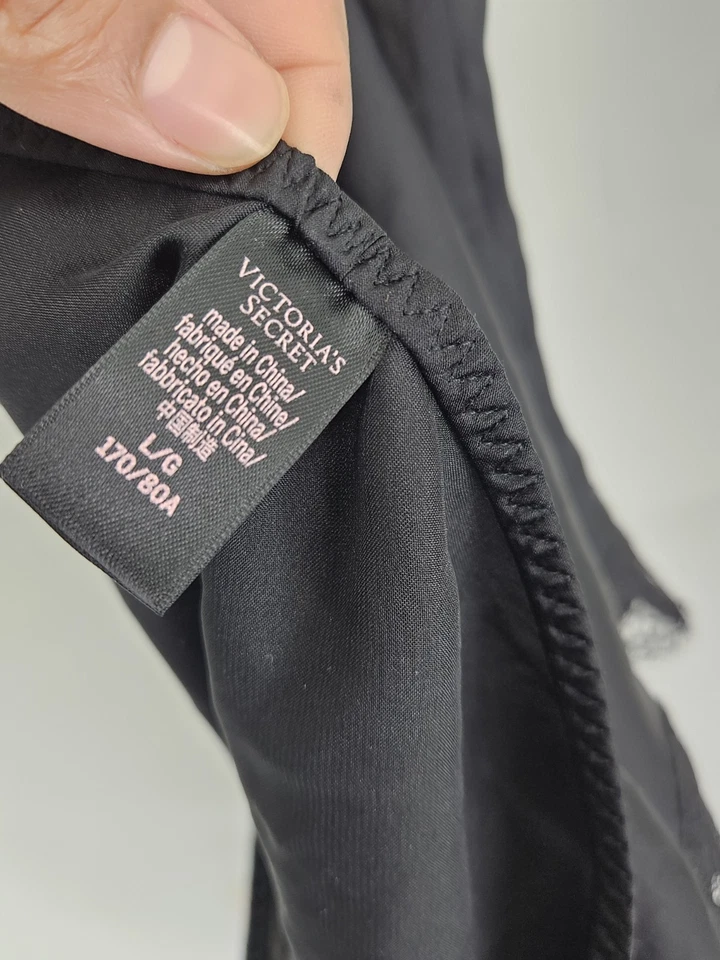 VICTORIA'S
SECRET
made in China/
fabriqué en Chine/
hecho en China/
fabbricato in Cina/
中国制造
L/G
170/80A